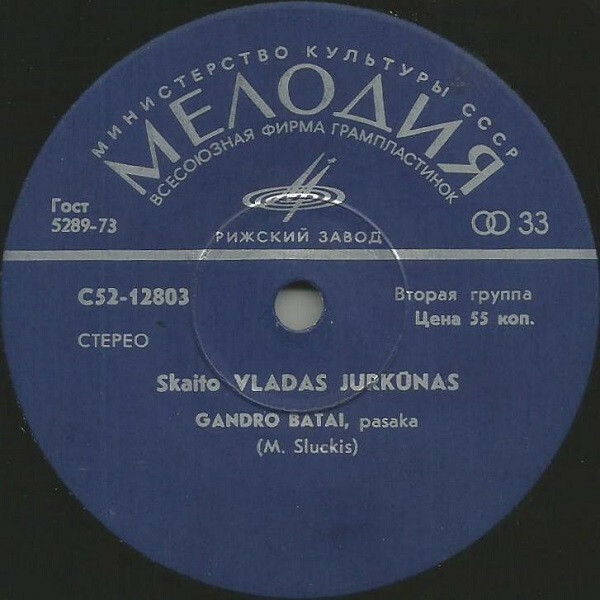 МИНИСТЕРСТВО КУЛЬТУРЫ СССР
МЕЛОДИЯ
ВСЕСОЮЗНАЯ ФИРМА ГРАМПЛАСТИНОК
Гост
5289-73
РИЖСКИЙ ЗАВОД
33
С52-12803
СТЕРЕО
Вторая группа
Цена 55 коп.
Skaito VLADAS JURKŪNAS
GANDRO BATAI, pasaka
(M. Sluckis)